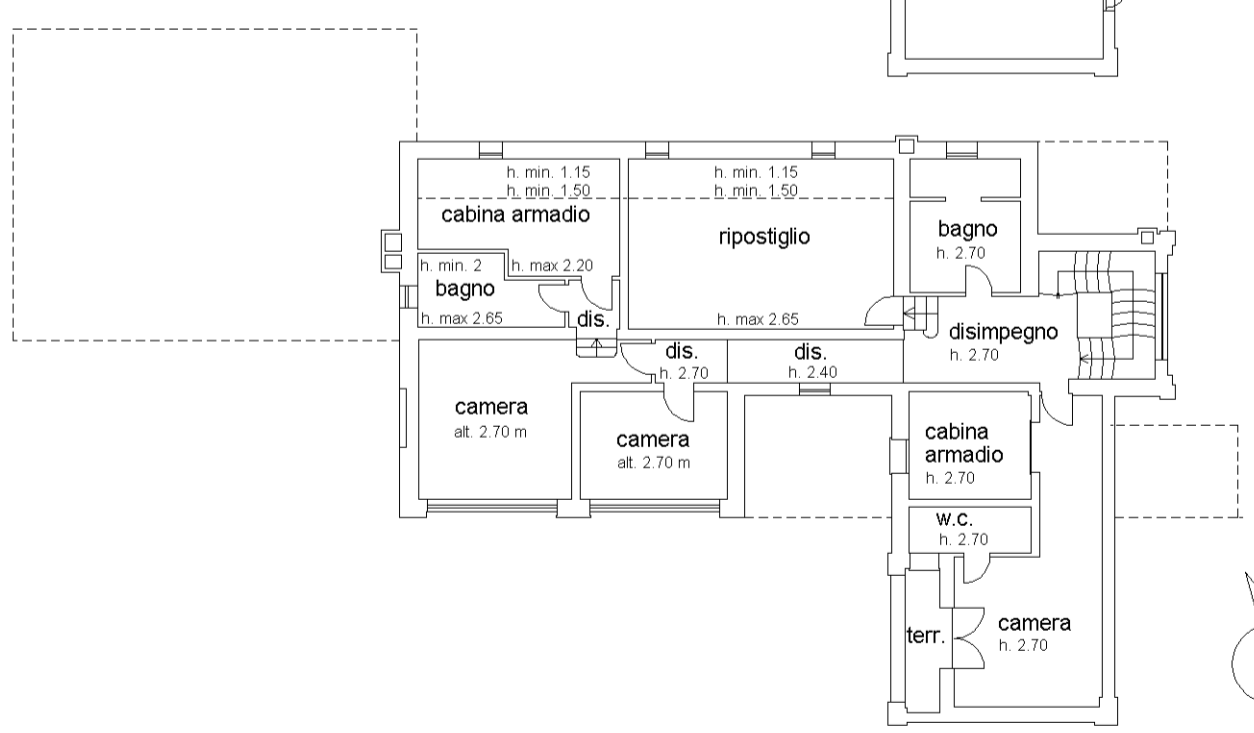 h. min. 1.15
h. min. 1.50
cabina armadio
h. min. 2
h. max 2.20
bagno
h. max 2.65
dis.
h. min. 1.15
h. min. 1.50
ripostiglio
h. max 2.65
bagno
h. 2.70
disimpegno
h. 2.70
dis.
h. 2.70
dis.
h. 2.40
camera
alt. 2.70 m
camera
alt. 2.70 m
cabina
armadio
h. 2.70
w.c.
h. 2.70
terr.
camera
h. 2.70